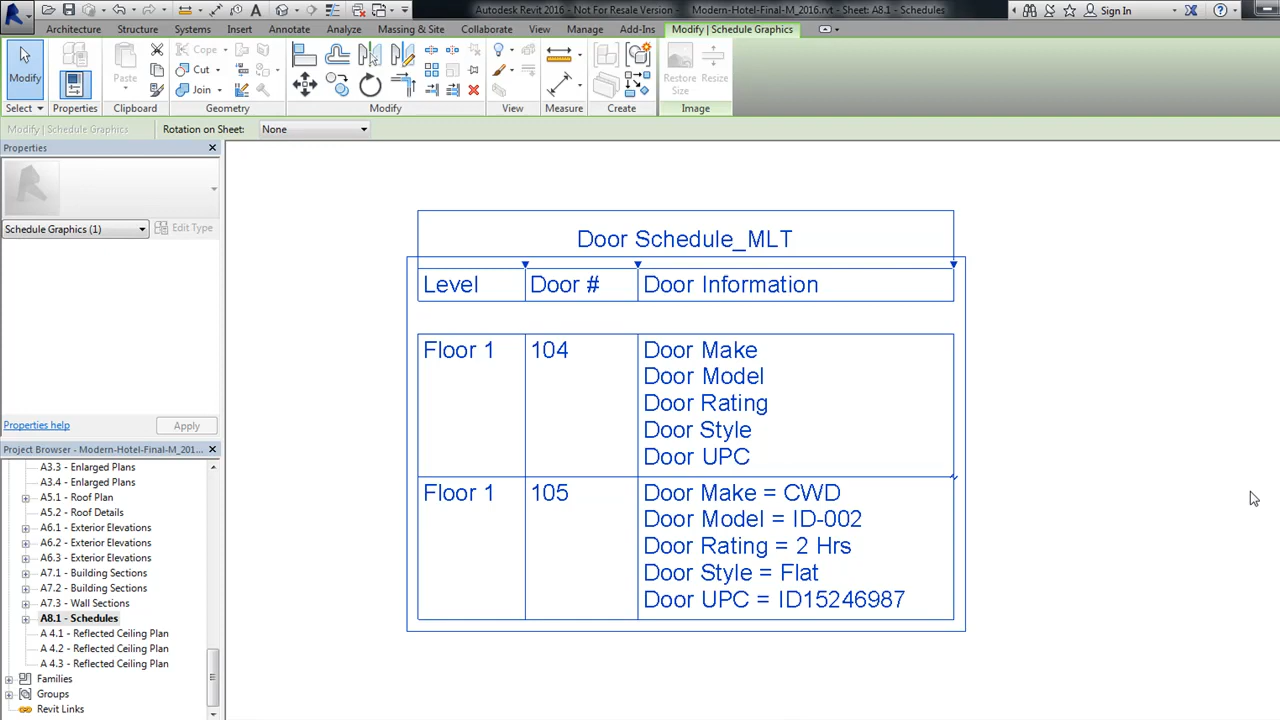 Autodesk Revit 2016 - Not For Resale Version - Modern-Hotel-Final-M_2016.rvt - Sheet: A8.1 - Schedules
Sign In
Architecture Structure Systems Insert Annotate Analyze Massing & Site Collaborate View Manage Add-Ins Modify | Schedule Graphics
Modify
Paste
Cope
Cut
Join
Restore Size
Resize
Select Properties Clipboard Geometry Modify View Measure Create Image
Modify | Schedule Graphics
Rotation on Sheet: None
Properties
Schedule Graphics (1)
Edit Type
Properties help
Apply
Project Browser - Modern-Hotel-Final-M_201...
A3.3 - Enlarged Plans
A3.4 - Enlarged Plans
A5.1 - Roof Plan
A5.2 - Roof Details
A6.1 - Exterior Elevations
A6.2 - Exterior Elevations
A6.3 - Exterior Elevations
A7.1 - Building Sections
A7.2 - Building Sections
A7.3 - Wall Sections
A8.1 - Schedules
A 4.1 - Reflected Ceiling Plan
A 4.2 - Reflected Ceiling Plan
A 4.3 - Reflected Ceiling Plan
Families
Groups
Revit Links
Door Schedule_MLT
Level Door # Door Information
Floor 1 104 Door Make
Door Model
Door Rating
Door Style
Door UPC
Floor 1 105 Door Make = CWD
Door Model = ID-002
Door Rating = 2 Hrs
Door Style = Flat
Door UPC = ID15246987